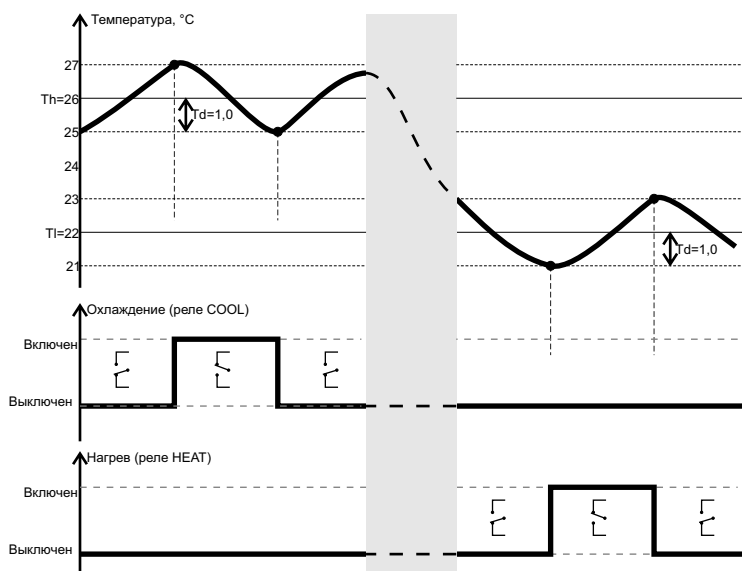 Температура, °C
27
Th=26
Td=1,0
25
24
23
Tl=22
Td=1,0
21
Охлаждение (реле COOL)
Включен
Выключен
Нагрев (реле HEAT)
Включен
Выключен